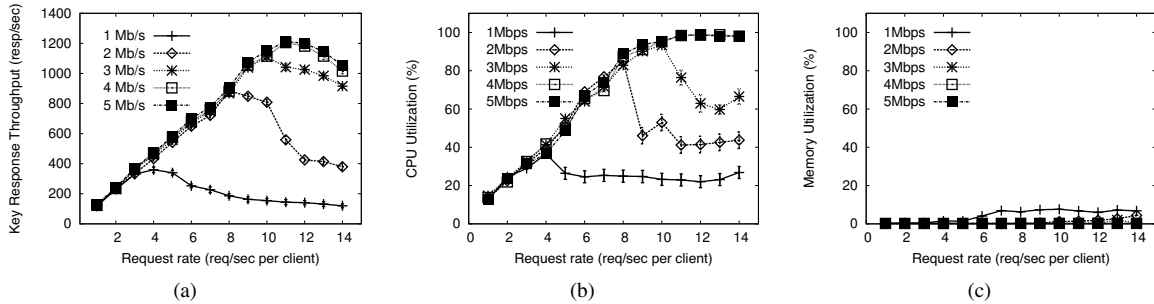 Key Response Throughput (resp/sec)
1400
1200
1000
800
600
400
200
0
1 Mb/s
2 Mb/s
3 Mb/s
4 Mb/s
5 Mb/s
2 4 6 8 10 12 14
Request rate (req/sec per client)
(a)
CPU Utilization (%)
100
80
60
40
20
0
1Mbps
2Mbps
3Mbps
4Mbps
5Mbps
2 4 6 8 10 12 14
Request rate (req/sec per client)
(b)
Memory Utilization (%)
100
80
60
40
20
0
1Mbps
2Mbps
3Mbps
4Mbps
5Mbps
0 2 4 6 8 10 12 14
Request rate (req/sec per client)
(c)